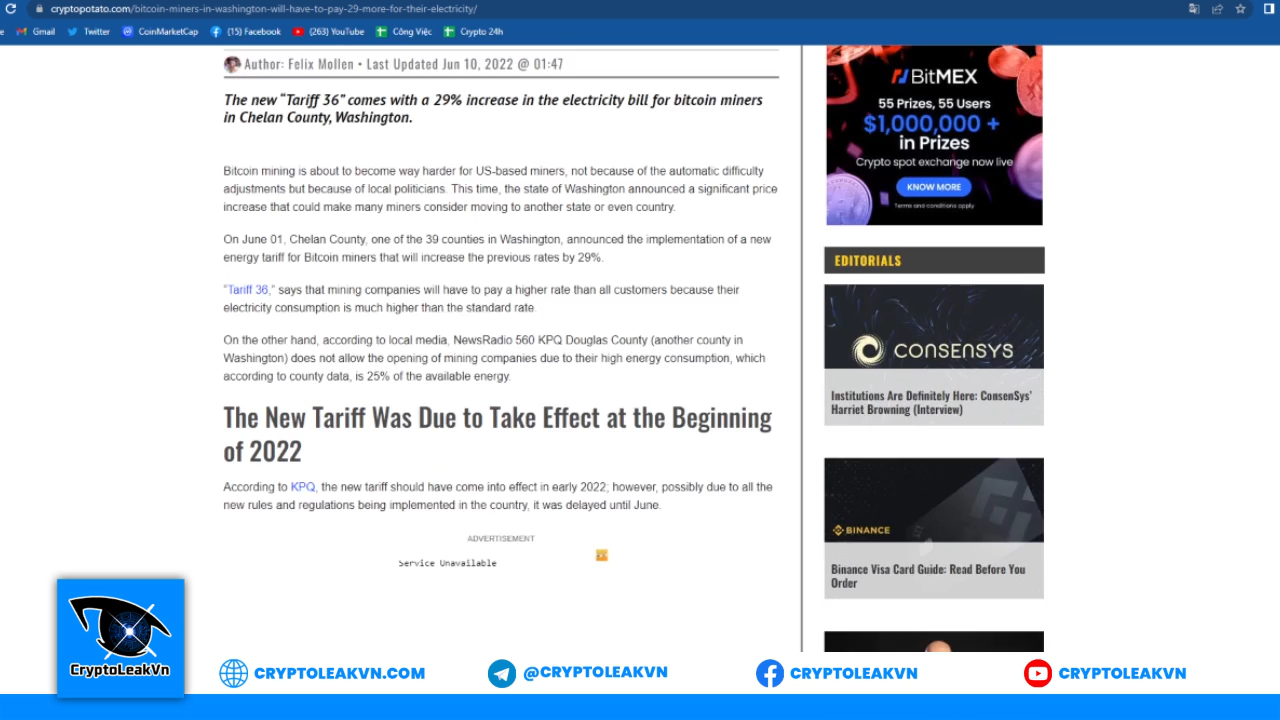 cryptopotato.com/bitcoin-miners-in-washington-will-have-to-pay-29-more-for-their-electricity/
Gmail
Twitter
CoinMarketCap
(15) Facebook
(263) YouTube
Công Việc
Crypto 24h
Author: Felix Mollen • Last Updated Jun 10, 2022 @ 01:47
The new "Tariff 36" comes with a 29% increase in the electricity bill for bitcoin miners
in Chelan County, Washington.
Bitcoin mining is about to become way harder for US-based miners, not because of the automatic difficulty
adjustments but because of local politicians. This time, the state of Washington announced a significant price
increase that could make many miners consider moving to another state or even country.
On June 01, Chelan County, one of the 39 counties in Washington, announced the implementation of a new
energy tariff for Bitcoin miners that will increase the previous rates by 29%.
"Tariff 36," says that mining companies will have to pay a higher rate than all customers because their
electricity consumption is much higher than the standard rate.
On the other hand, according to local media, NewsRadio 560 KPQ Douglas County (another county in
Washington) does not allow the opening of mining companies due to their high energy consumption, which
according to county data, is 25% of the available energy.
The New Tariff Was Due to Take Effect at the Beginning
of 2022
According to KPQ, the new tariff should have come into effect in early 2022; however, possibly due to all the
new rules and regulations being implemented in the country, it was delayed until June.
ADVERTISEMENT
Service Unavailable
BitMEX
55 Prizes, 55 Users
$1,000,000 +
in Prizes
Crypto spot exchange now live
KNOW MORE
Terms and conditions apply
EDITORIALS
CONSENSYS
Institutions Are Definitely Here: ConsenSys'
Harriet Browning (Interview)
BINANCE
Binance Visa Card Guide: Read Before You
Order
CryptoLeakVn
CRYPTOLEAKVN.COM
@CRYPTOLEAKVN
CRYPTOLEAKVN
CRYPTOLEAKVN